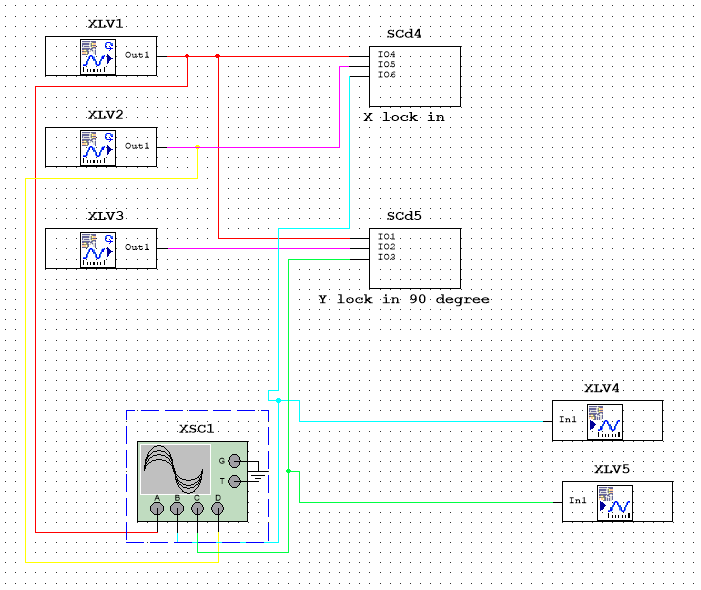 XLV1
Out1
SCd4
IO4
IO5
IO6
X lock in
XLV2
Out1
XLV3
Out1
SCd5
IO1
IO2
IO3
Y lock in 90 degree
XLV4
In1
XSC1
G
T
A B C D
XLV5
In1